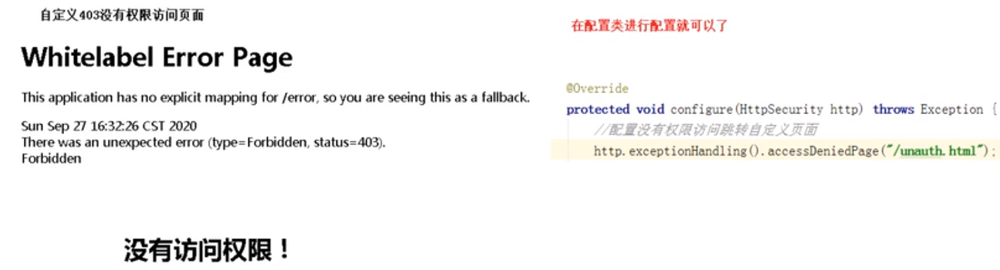 自定义403没有权限访问页面
Whitelabel Error Page
This application has no explicit mapping for /error, so you are seeing this as a fallback.
Sun Sep 27 16:32:26 CST 2020
There was an unexpected error (type=Forbidden, status=403).
Forbidden
没有访问权限！
在配置类进行配置就可以了
@Override
protected void configure(HttpSecurity http) throws Exception {
//配置没有权限访问跳转自定义页面
http.exceptionHandling().accessDeniedPage("/unauth.html");